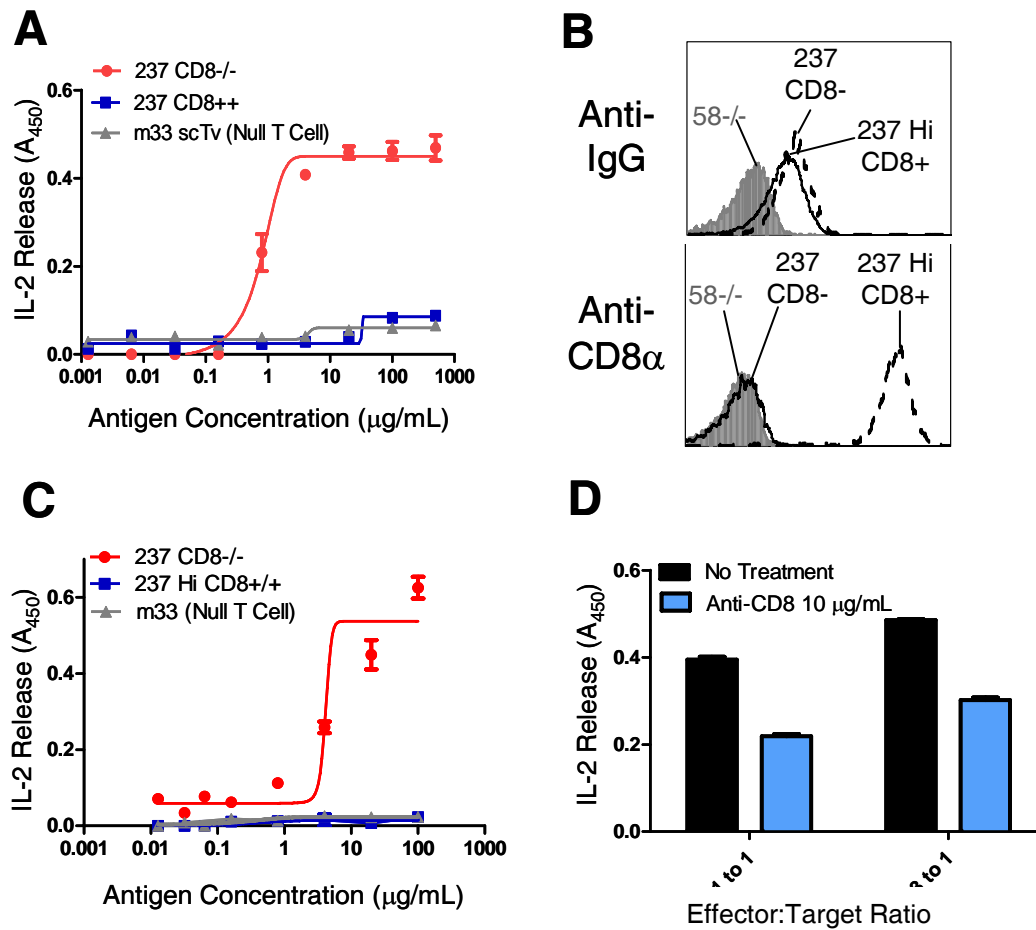 A
237 CD8-/-
237 CD8++
m33 scTv (Null T Cell)
IL-2 Release (A450)
0.6
0.4
0.2
0.0
0.001 0.01 0.1 1 10 100 1000
Antigen Concentration (μg/mL)
B
Anti-
IgG
58-/-
237
CD8-
237 Hi
CD8+
Anti-
CD8α
58-/-
237
CD8-
237 Hi
CD8+
C
237 CD8-/-
237 Hi CD8+/+
m33 (Null T Cell)
IL-2 Release (A450)
0.6
0.4
0.2
0.0
0.001 0.01 0.1 1 10 100 1000
Antigen Concentration (μg/mL)
D
No Treatment
Anti-CD8 10 μg/mL
IL-2 Release (A450)
0.6
0.4
0.2
0.0
to 1
to 1
Effector:Target Ratio